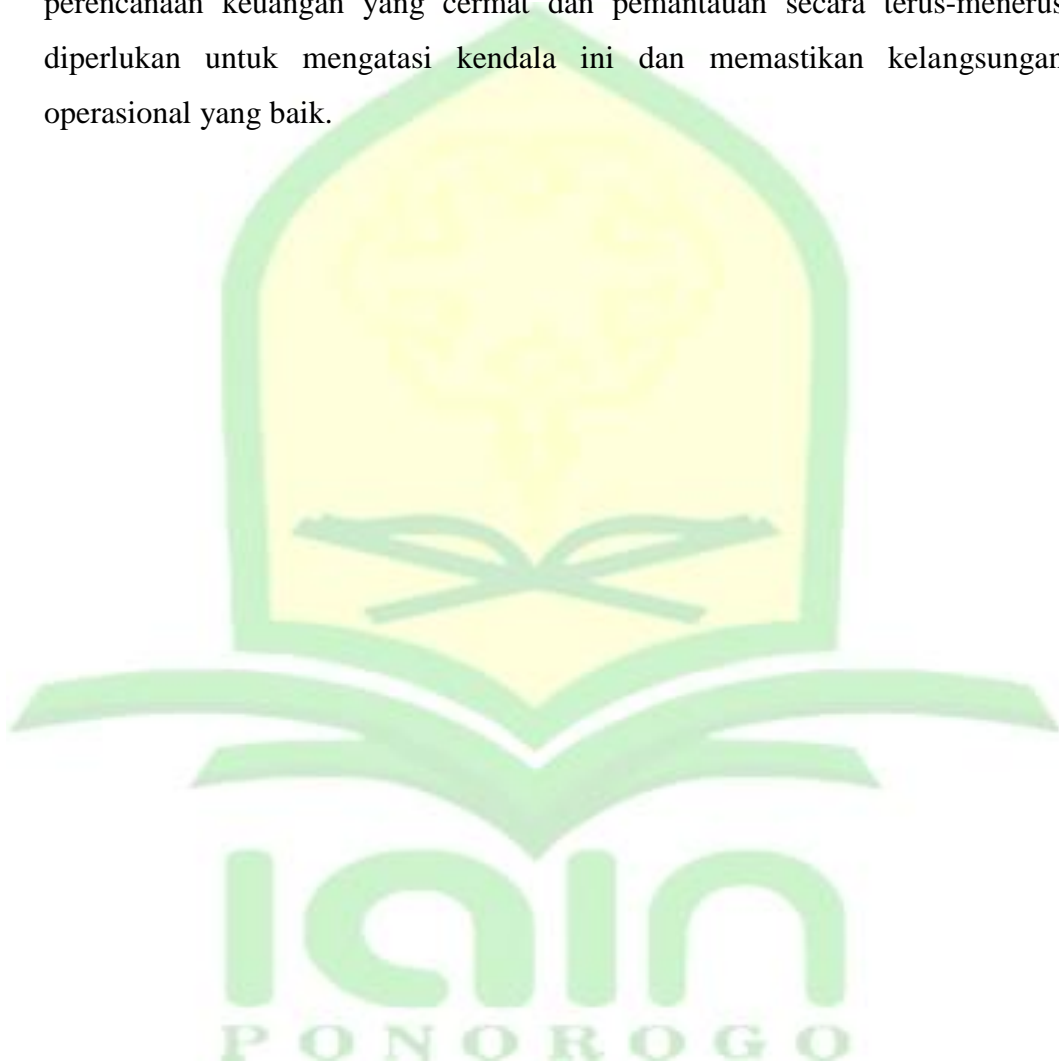 perencanaan keuangan yang cermat dan pemantauan secara terus-menerus
diperlukan untuk mengatasi kendala ini dan memastikan kelangsungan
operasional yang baik.
iain
PONOROGO